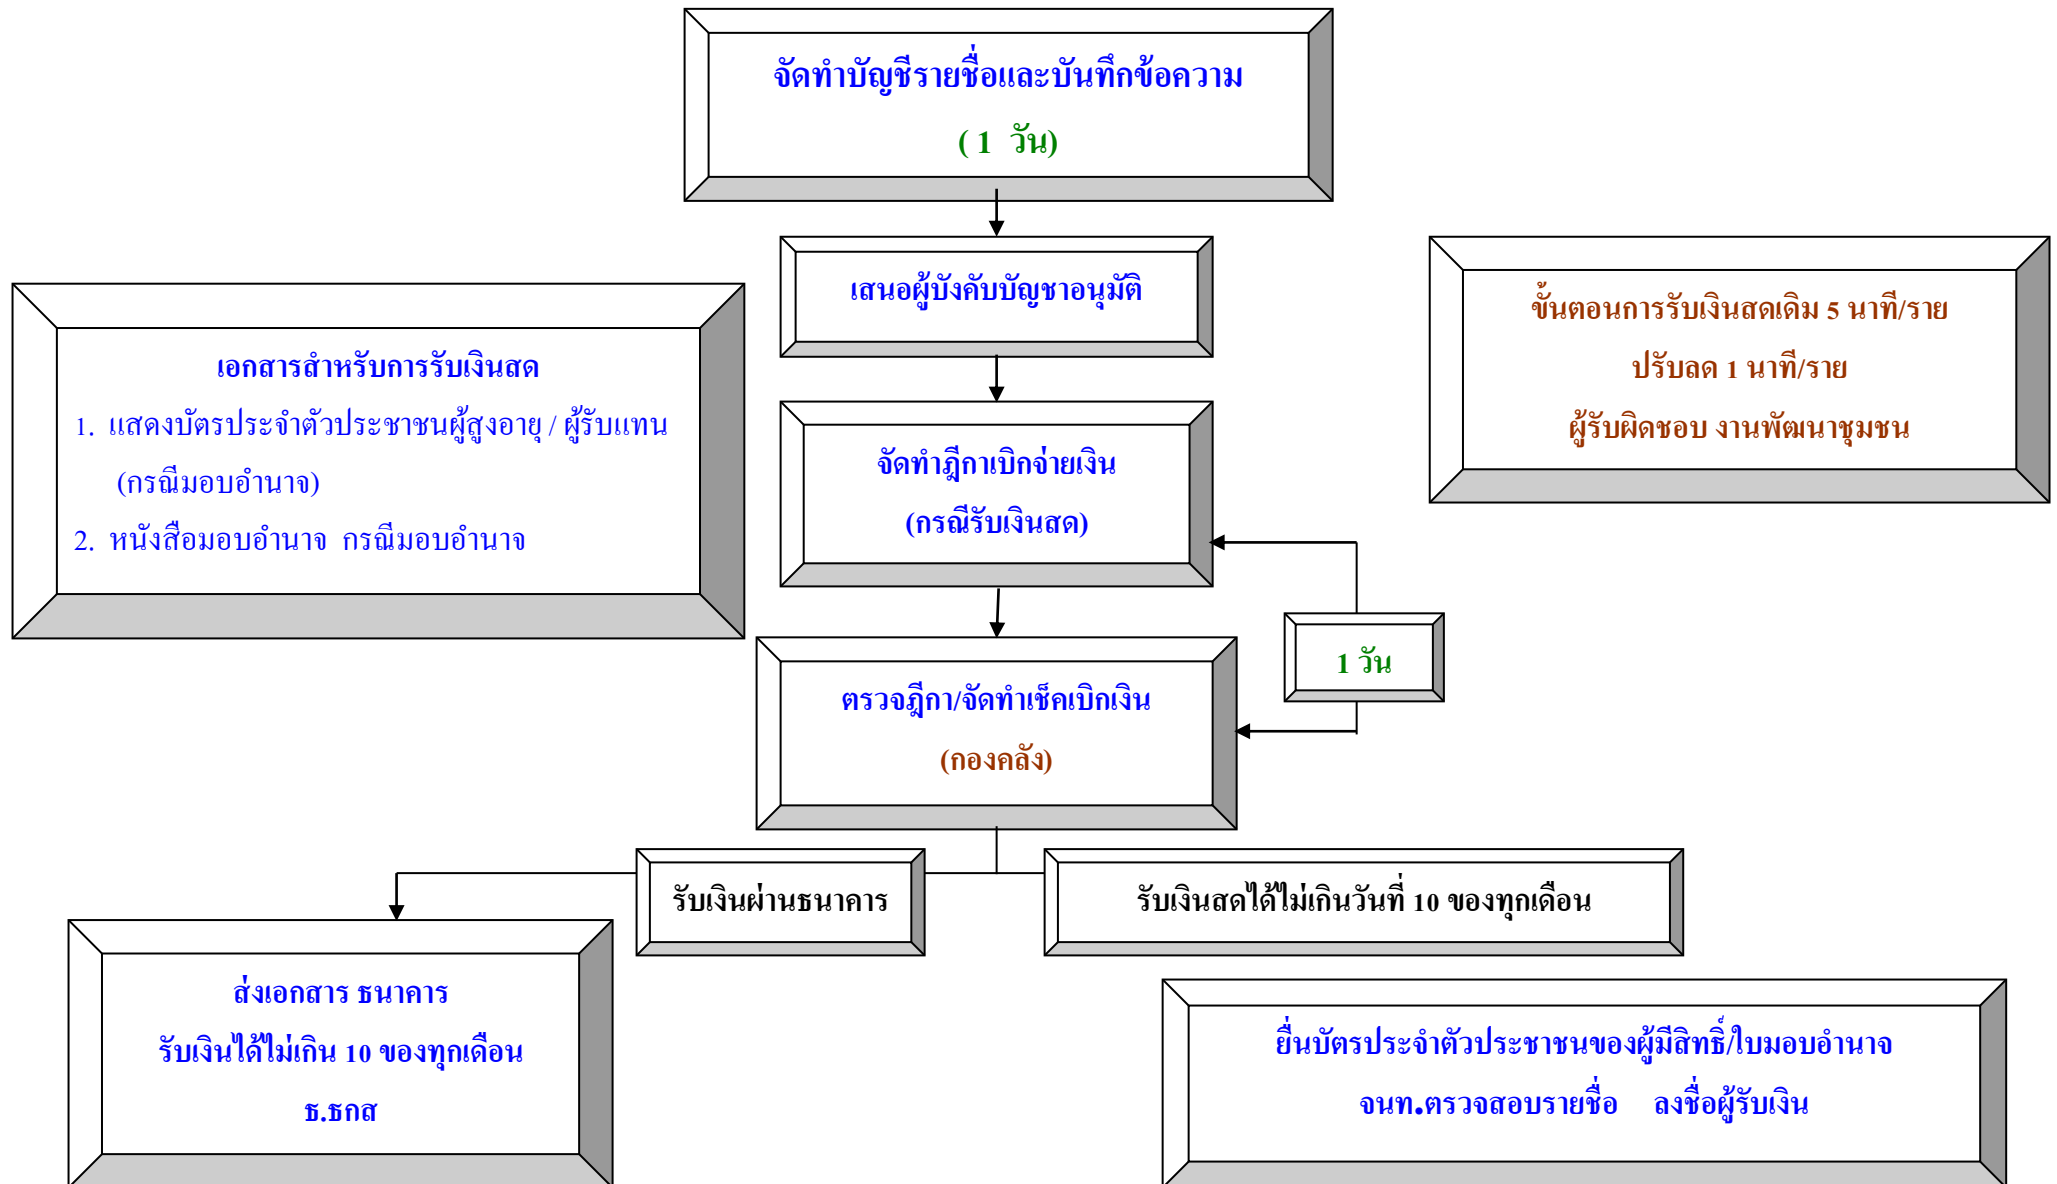 จัดทำบัญชีรายชื่อและบันทึกข้อความ
( 1 วัน)
เสนอผู้บังคับบัญชาอนุมัติ
ขั้นตอนการรับเงินสดเดิม 5 นาที/ราย
ปรับลด 1 นาที/ราย
ผู้รับผิดชอบ งานพัฒนาชุมชน
เอกสารสำหรับการรับเงินสด
1. แสดงบัตรประจำตัวประชาชนผู้สูงอายุ / ผู้รับแทน
(กรณีมอบอำนาจ)
2. หนังสือมอบอำนาจ กรณีมอบอำนาจ
จัดทำฎีกาเบิกจ่ายเงิน
(กรณีรับเงินสด)
1 วัน
ตรวจฎีกา/จัดทำเช็คเบิกเงิน
(กองคลัง)
รับเงินผ่านธนาคาร
รับเงินสดได้ไม่เกินวันที่ 10 ของทุกเดือน
ส่งเอกสาร ธนาคาร
รับเงินได้ไม่เกิน 10 ของทุกเดือน
ธ.ธกส
ยื่นบัตรประจำตัวประชาชนของผู้มีสิทธิ์/ใบมอบอำนาจ
จนท.ตรวจสอบรายชื่อ ลงชื่อผู้รับเงิน